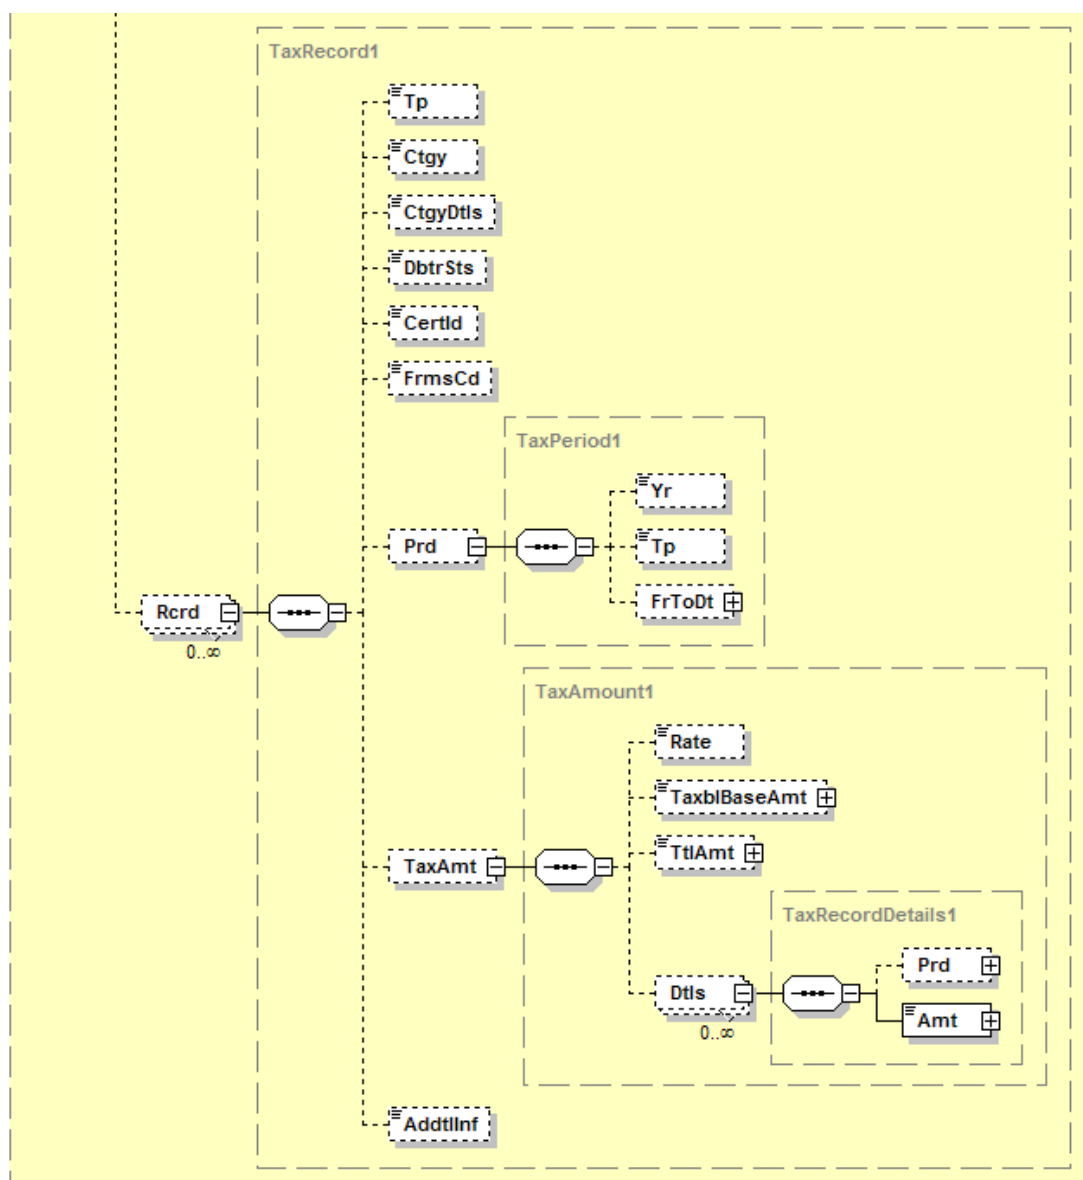 TaxRecord1
Tp
Ctgy
CtgyDtls
DbtrSts
CertId
FrmsCd
TaxPeriod1
Yr
Prd
Tp
FrToDt
Rcrd
0..∞
TaxAmount1
Rate
TaxblBaseAmt
TtlAmt
TaxAmt
TaxRecordDetails1
Prd
Dtls
Amt
0..∞
AddtlInf